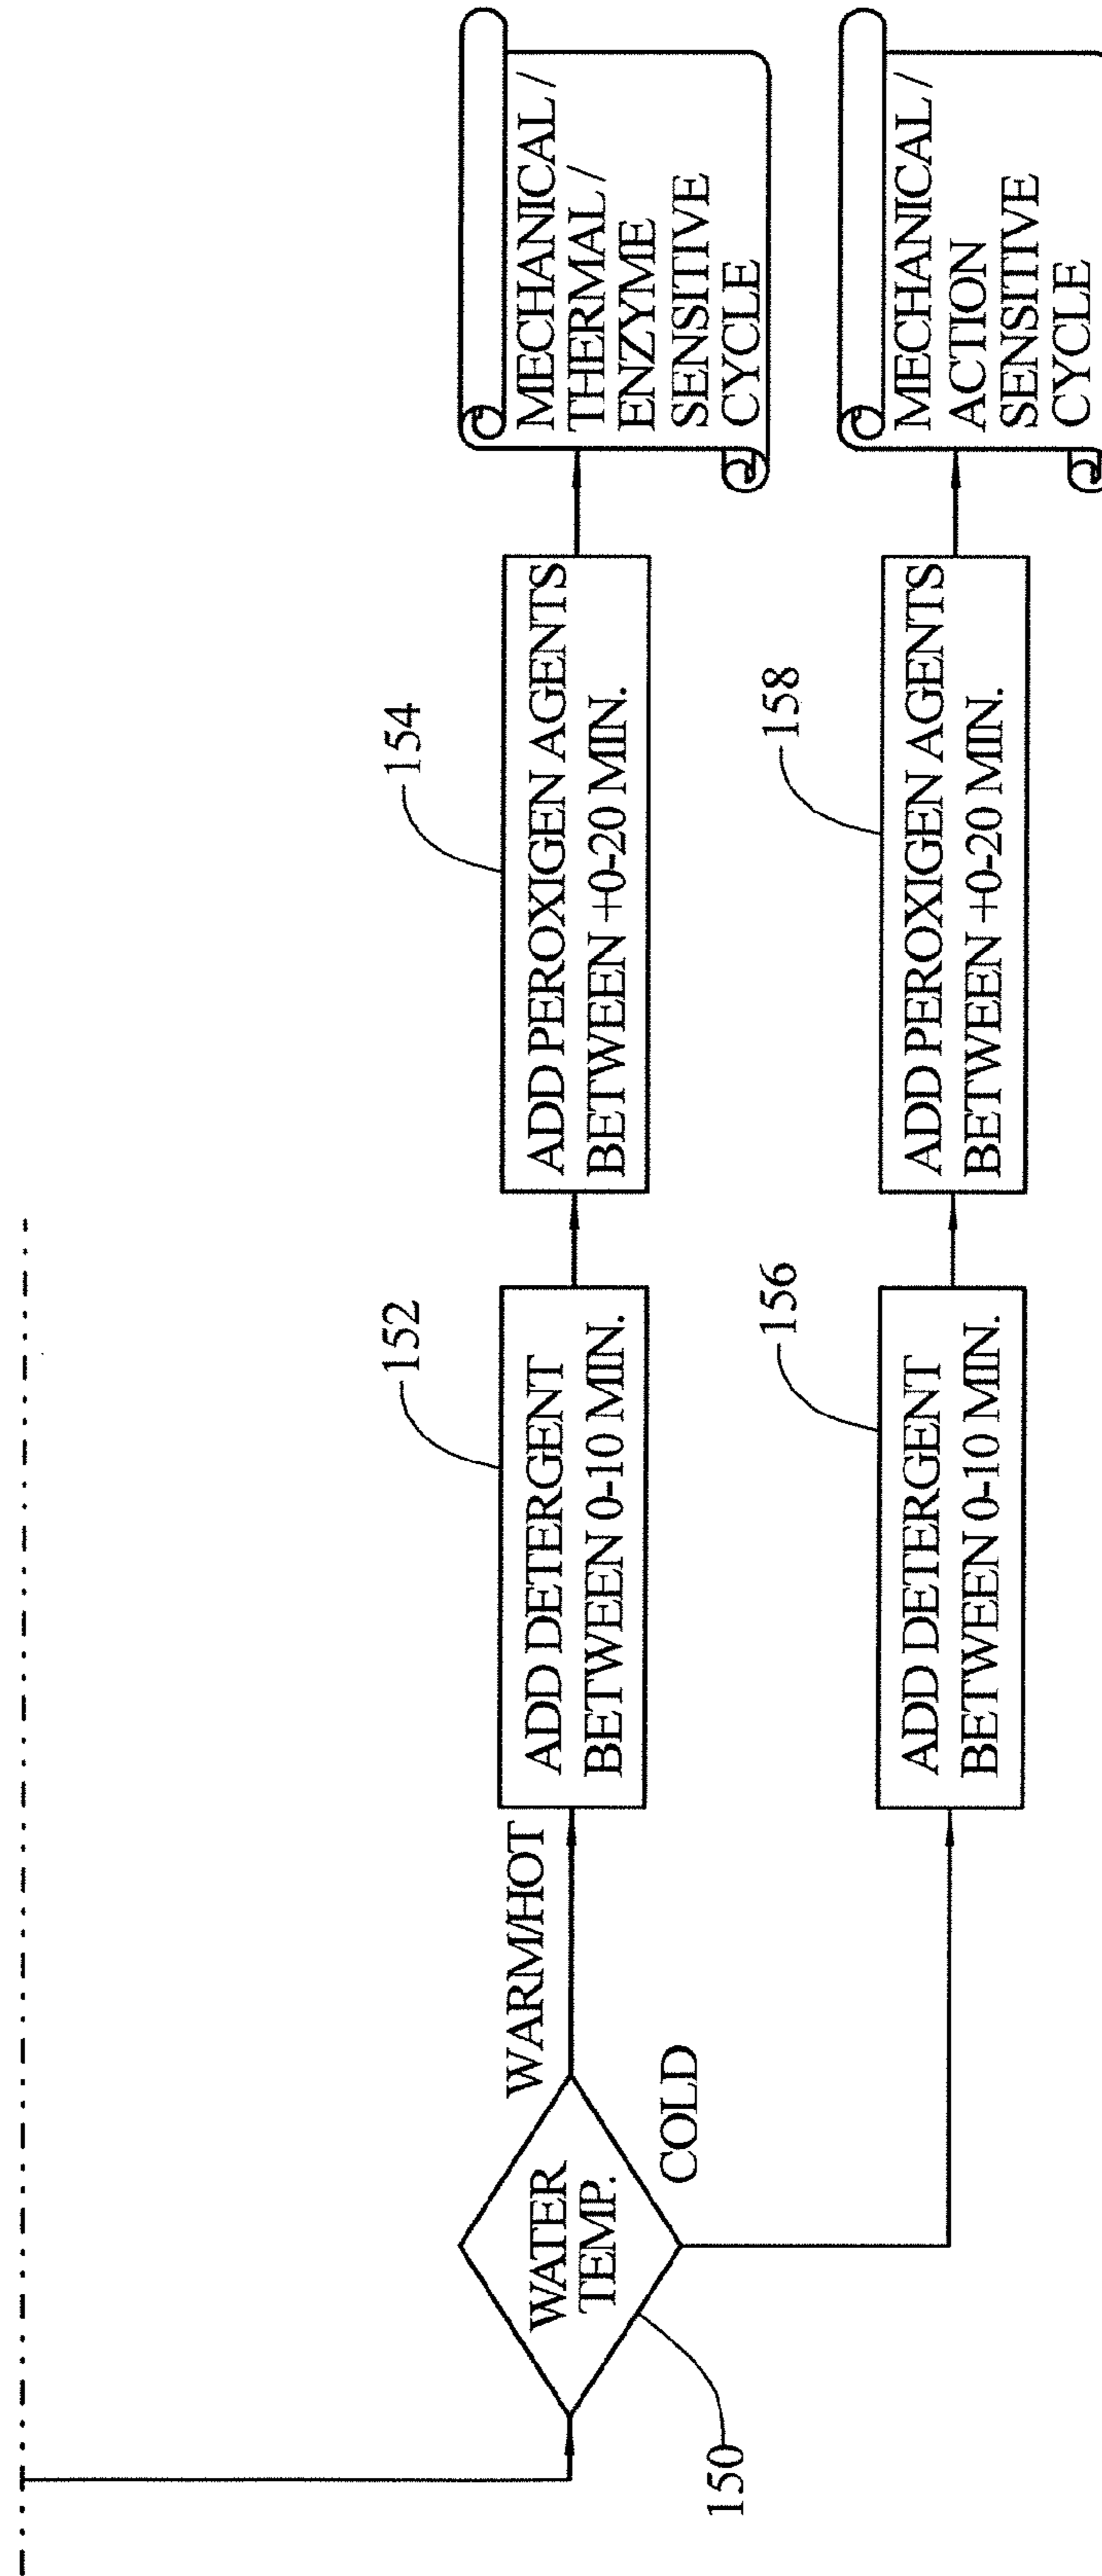 WATER
TEMP.
150
WARM/HOT
COLD
152
ADD DETERGENT
BETWEEN 0-10 MIN.
154
ADD PEROXIGEN AGENTS
BETWEEN +0-20 MIN.
MECHANICAL /
THERMAL /
ENZYME
SENSITIVE
CYCLE
156
ADD DETERGENT
BETWEEN 0-10 MIN.
158
ADD PEROXIGEN AGENTS
BETWEEN +0-20 MIN.
MECHANICAL /
ACTION
SENSITIVE
CYCLE